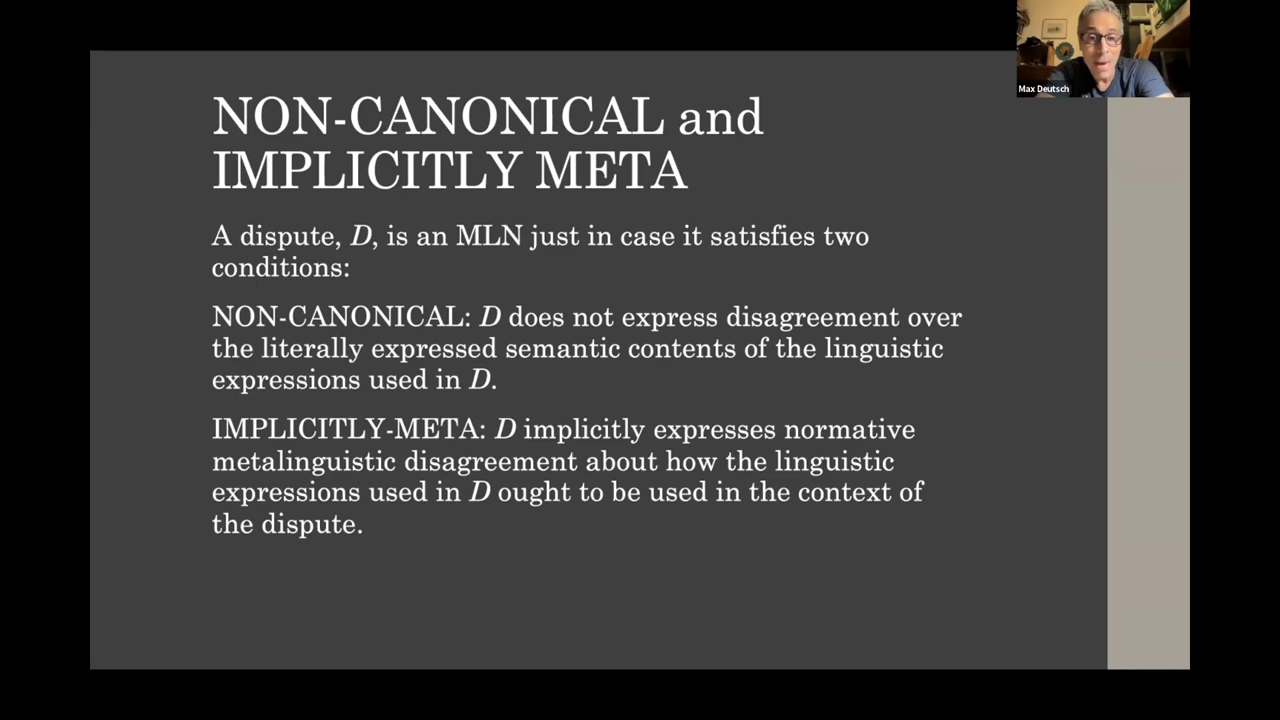 Max Deutsch
NON-CANONICAL and
IMPLICITLY META
A dispute, D, is an MLN just in case it satisfies two
conditions:
NON-CANONICAL: D does not express disagreement over
the literally expressed semantic contents of the linguistic
expressions used in D.
IMPLICITLY-META: D implicitly expresses normative
metalinguistic disagreement about how the linguistic
expressions used in D ought to be used in the context of
the dispute.